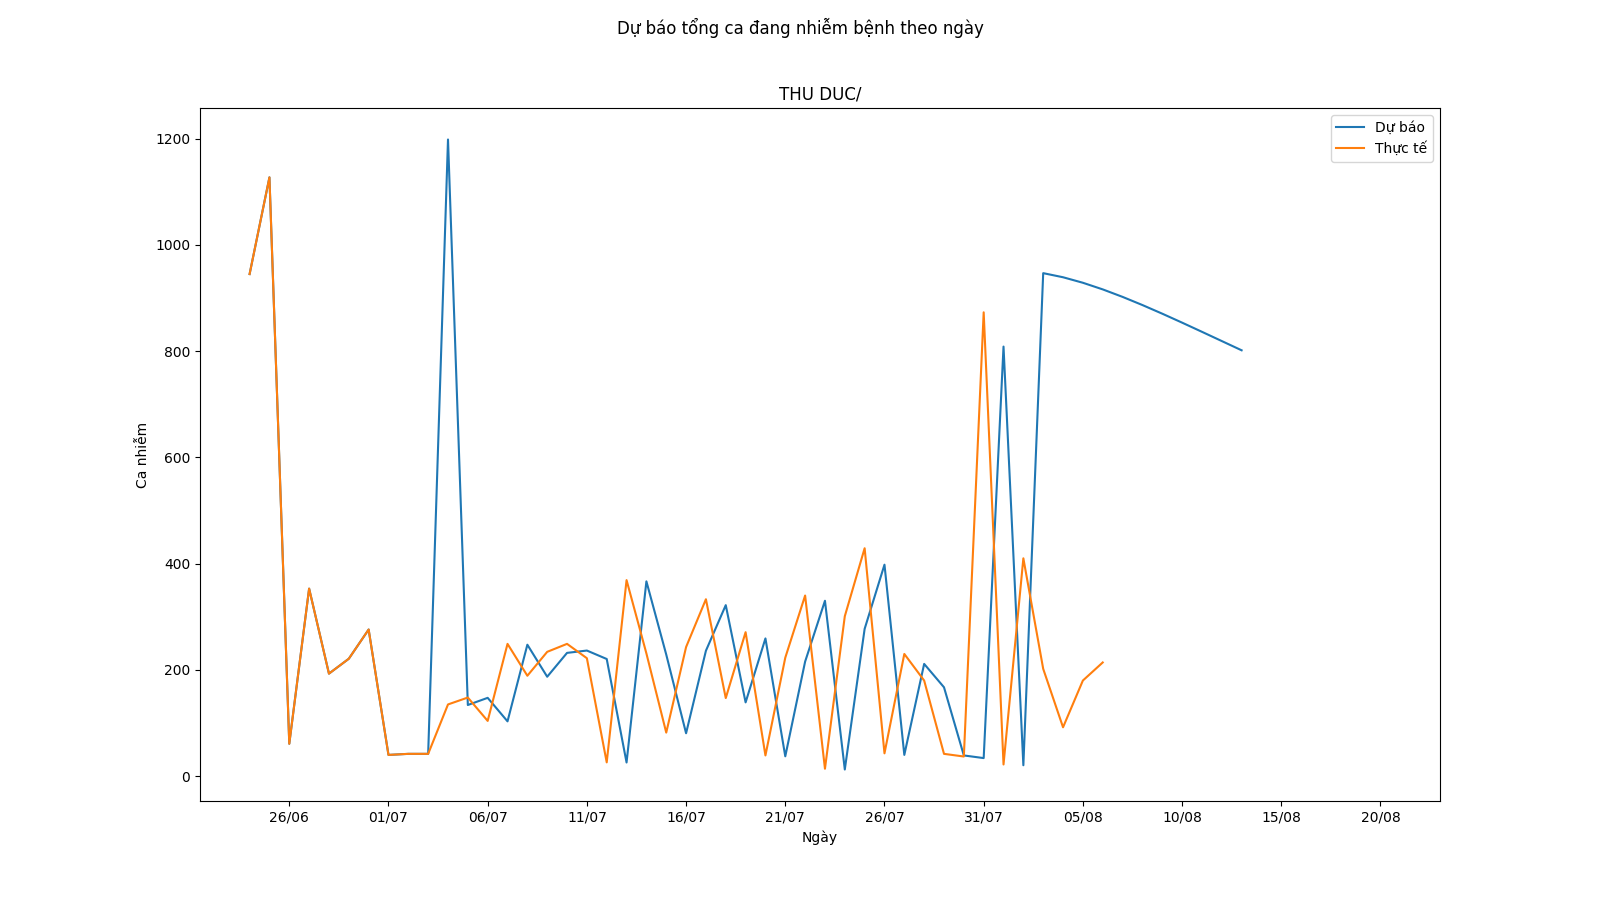 Dự báo tổng ca đang nhiễm bệnh theo ngày
THU DUC/
Dự báo
Thực tế
1200
1000
800
600
400
200
0
Ca nhiễm
26/06 01/07 06/07 11/07 16/07 21/07 26/07 31/07 05/08 10/08 15/08 20/08
Ngày